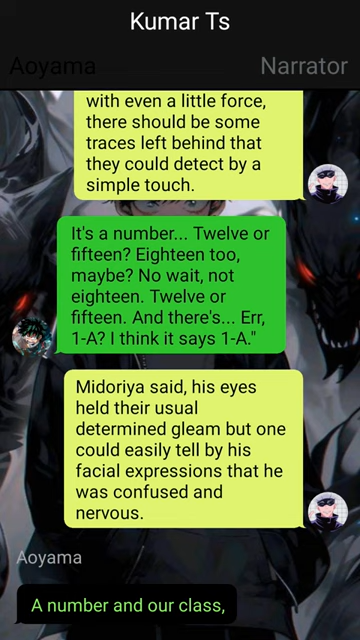 Kumar Ts
Aoyama
Narrator
with even a little force,
there should be some
traces left behind that
they could detect by a
simple touch.
It's a number... Twelve or
fifteen? Eighteen too,
maybe? No wait, not
eighteen. Twelve or
fifteen. And there's... Err,
1-A? I think it says 1-A."
Midoriya said, his eyes
held their usual
determined gleam but one
could easily tell by his
facial expressions that he
was confused and
nervous.
Aoyama
A number and our class,